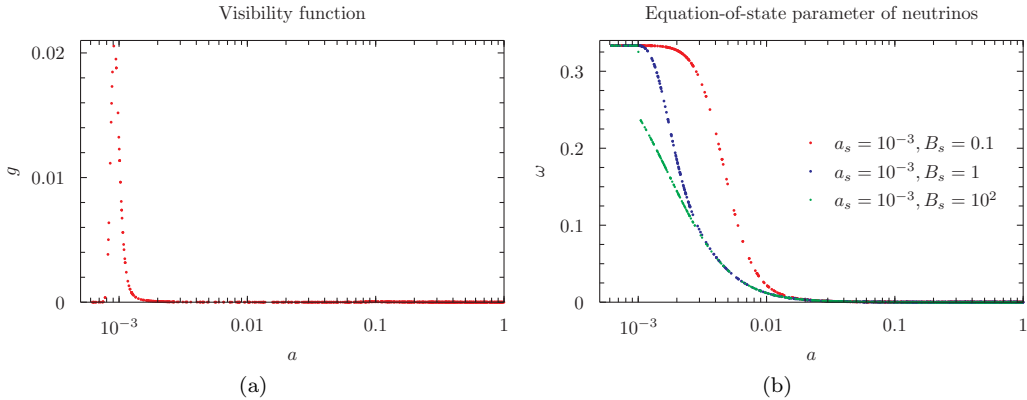 Visibility function
0.02
0.01
0
g
10⁻³
0.01
0.1
1
a
(a)
Equation-of-state parameter of neutrinos
0.3
0.2
0.1
0
ω
a_s = 10⁻³, B_s = 0.1
a_s = 10⁻³, B_s = 1
a_s = 10⁻³, B_s = 10²
10⁻³
0.01
0.1
1
a
(b)